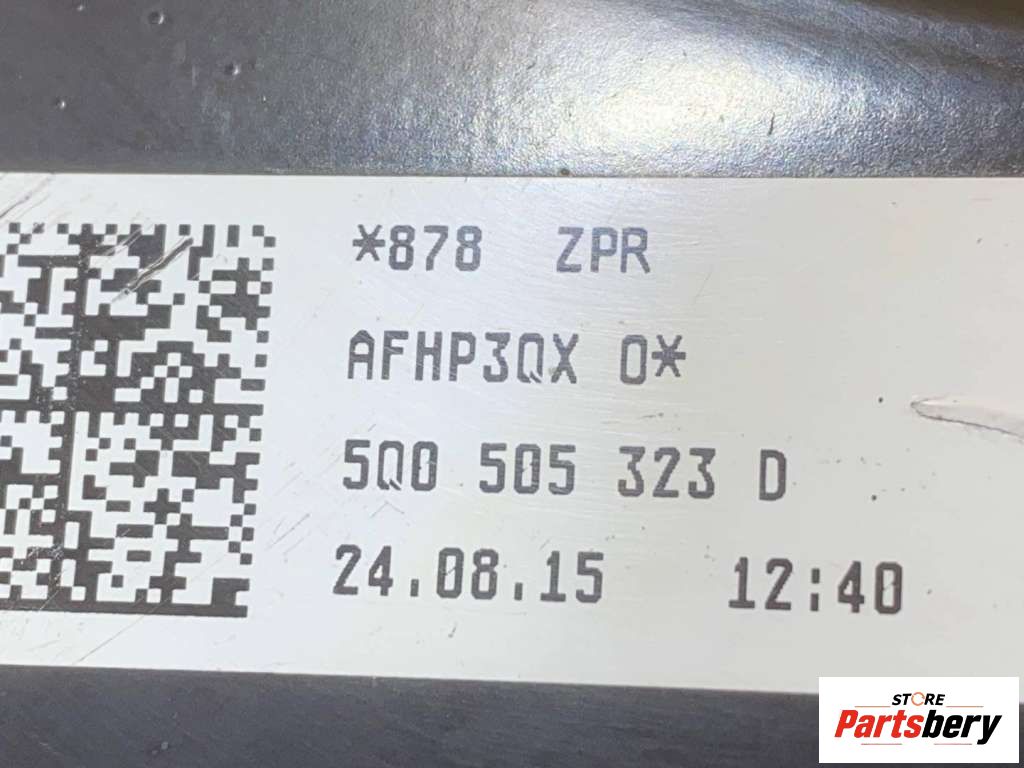 *878 ZPR
AFHP3QX 0*
5Q0 505 323 D
24.08.15 12:40
STORE
Partsbery